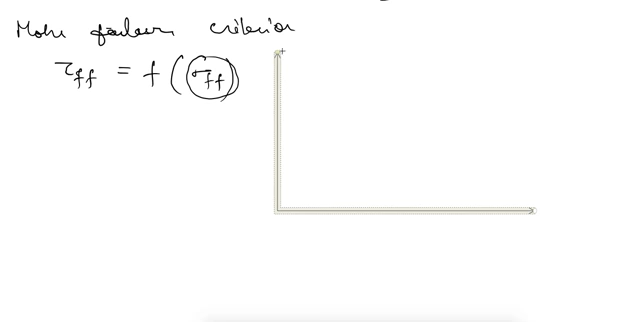 Mohr failure criterion
τff = f (σff)